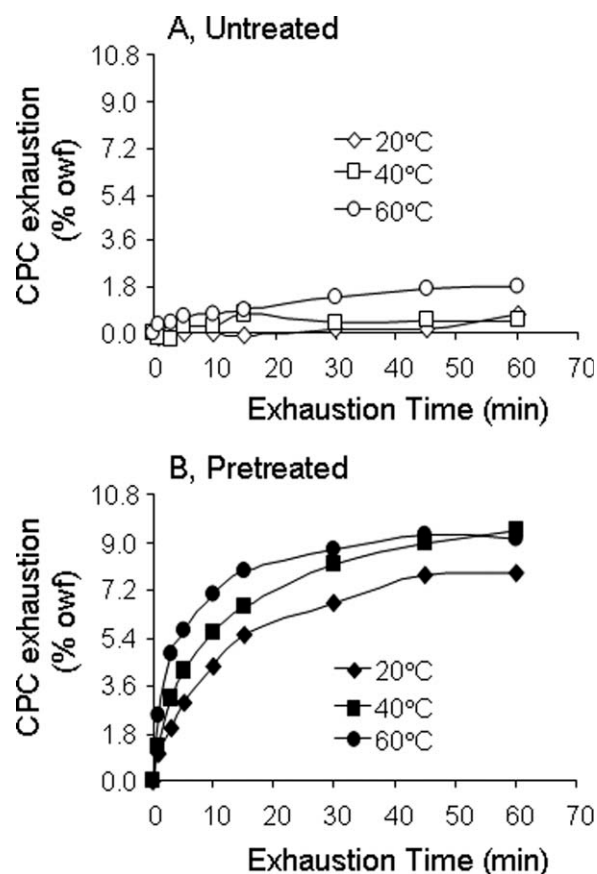 A, Untreated
10.8
9.0
7.2
5.4
3.6
1.8
0.0
CPC exhaustion
(% owf)
20°C
40°C
60°C
0 10 20 30 40 50 60 70
Exhaustion Time (min)
B, Pretreated
10.8
9.0
7.2
5.4
3.6
1.8
0.0
CPC exhaustion
(% owf)
20°C
40°C
60°C
0 10 20 30 40 50 60 70
Exhaustion Time (min)